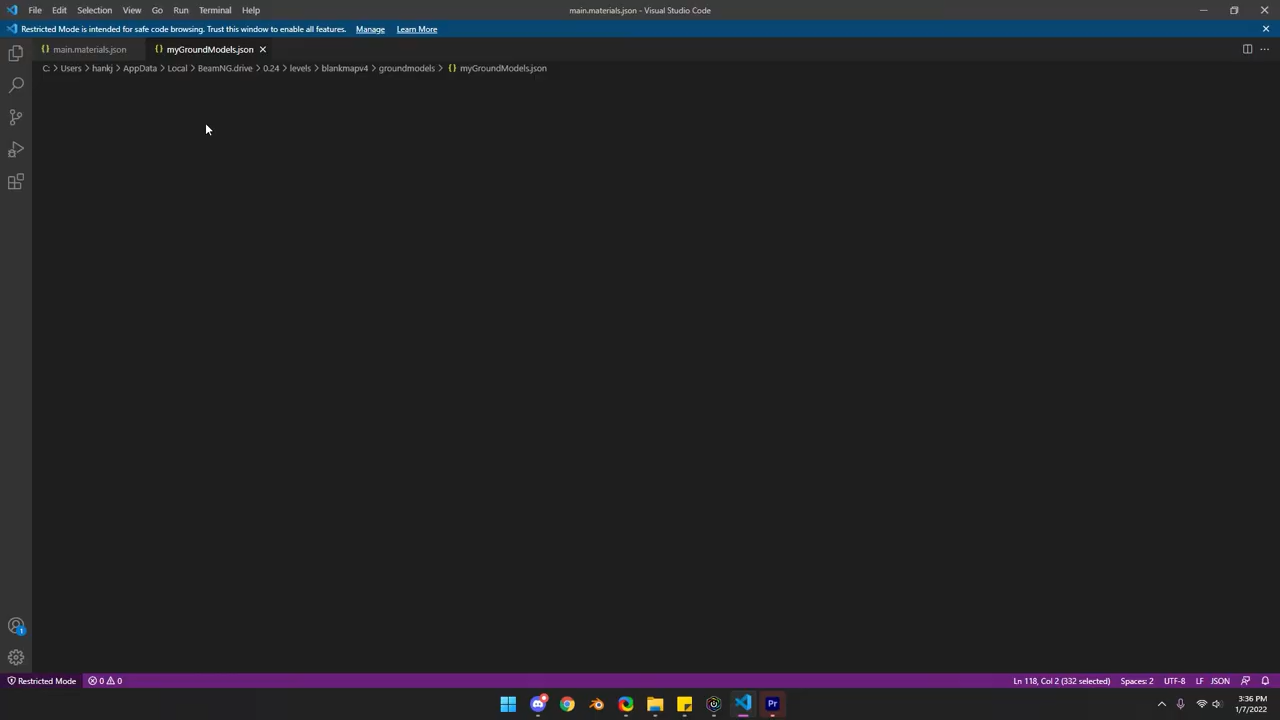 File Edit Selection View Go Run Terminal Help main.materials.json - Visual Studio Code
Restricted Mode is intended for safe code browsing. Trust this window to enable all features. Manage Learn More
main.materials.json myGroundModels.json
C: > Users > hankj > AppData > Local > BeamNG.drive > 0.24 > levels > blankmapv4 > groundmodels > {} myGroundModels.json
1
Restricted Mode 0 0 Ln 118, Col 2 (332 selected) Spaces: 2 UTF-8 LF JSON
Pr
3:36 PM
1/7/2022